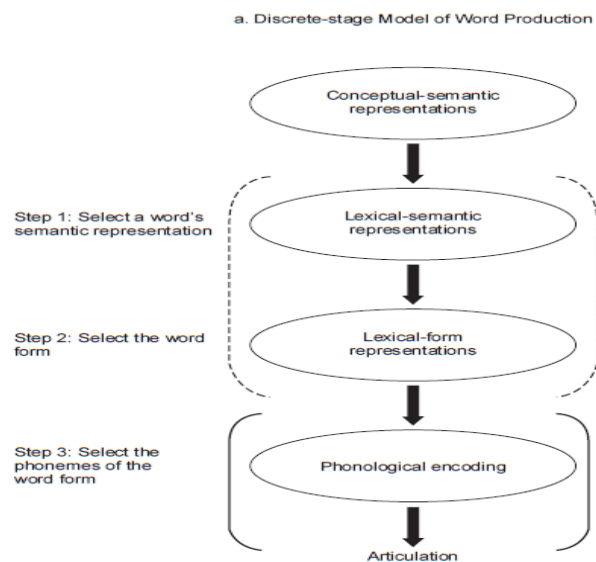 a. Discrete-stage Model of Word Production
Conceptual-semantic
representations
Step 1: Select a word's
semantic representation
Lexical-semantic
representations
Step 2: Select the word
form
Lexical-form
representations
Step 3: Select the
phonemes of the
word form
Phonological encoding
Articulation